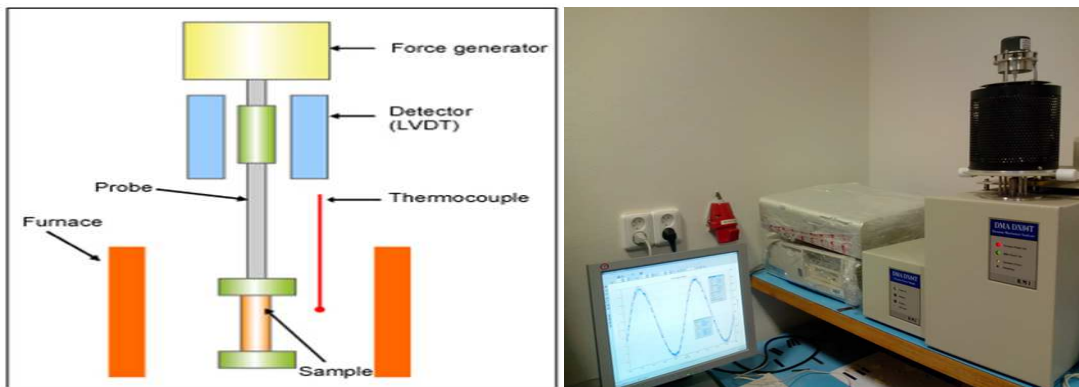 Force generator
Detector
(LVDT)
Probe
Thermocouple
Furnace
Sample
DMA DX04T
DMA DX04T
R M I
R M I